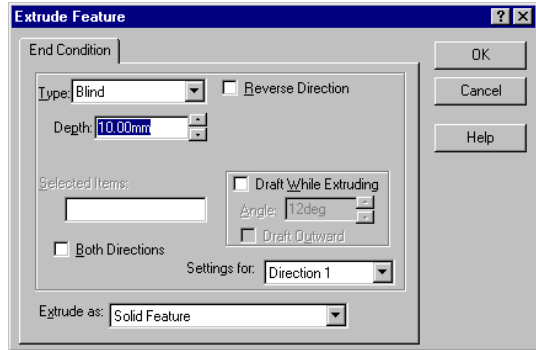 Extrude Feature
End Condition
OK
Type: Blind
Reverse Direction
Cancel
Depth: 10.00mm
Help
Selected Items:
Draft While Extruding
Angle: 12deg
Draft Outward
Both Directions
Settings for: Direction 1
Extrude as: Solid Feature